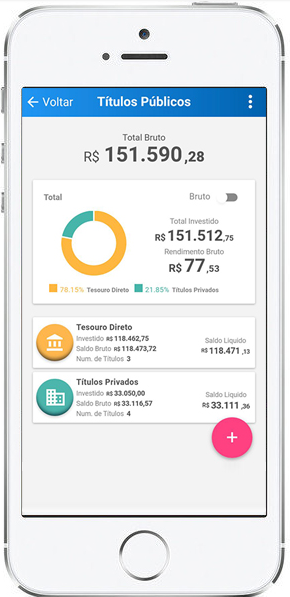 Voltar Títulos Públicos
Total Bruto
R$ 151.590,28
Total Bruto
Total Investido
R$ 151.512,75
Rendimento Bruto
R$ 77,53
78.15% Tesouro Direto 21.85% Títulos Privados
Tesouro Direto
Investido R$ 118.462,75
Saldo Bruto R$ 118.473,72
Num. de Títulos 3
Saldo Liquido
R$ 118.471,13
Títulos Privados
Investido R$ 33.050,00
Saldo Bruto R$ 33.116,57
Num. de Títulos 4
Saldo Liquido
R$ 33.111,36